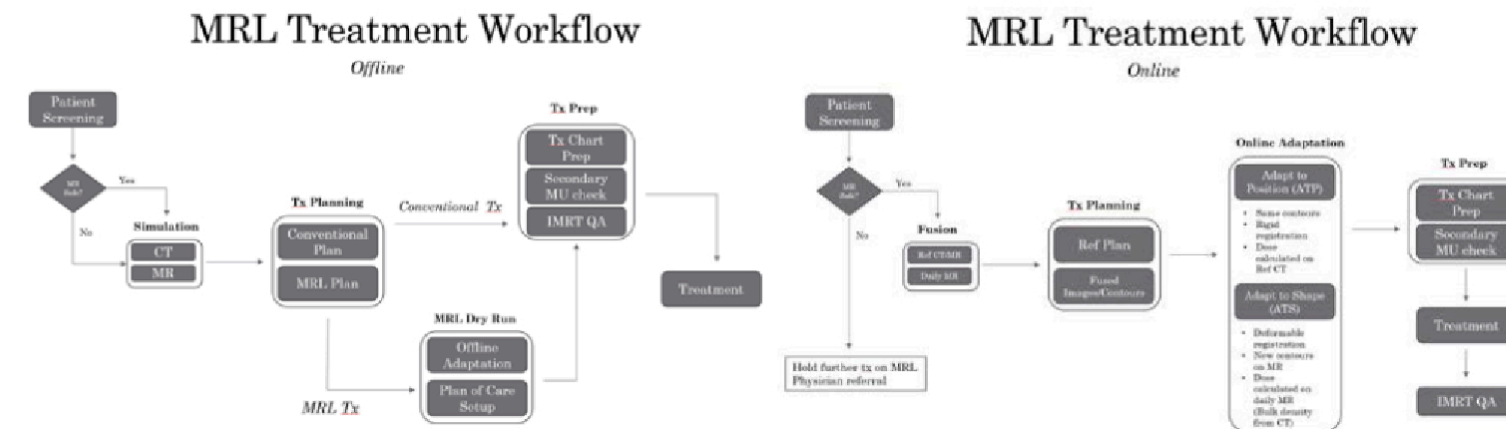 MRL Treatment Workflow
Offline
Patient
Screening
MR
Safe?
Yes
No
Simulation
CT
MR
Tx Planning
Conventional
Plan
MRL Plan
Conventional Tx
MRL Tx
MRL Dry Run
Offline
Adaptation
Plan of Care
Setup
Tx Prep
Tx Chart
Prep
Secondary
MU check
IMRT QA
Treatment
MRL Treatment Workflow
Online
Patient
Screening
MR
Safe?
Yes
No
Hold further tx on MRL
Physician referral
Fusion
Ref CT/MR
Daily MR
Tx Planning
Ref Plan
Fused
Images/Contours
Online Adaptation
Adapt to
Position (ATP)
• Same contours
• Rigid
registration
• Dose
calculated on
Ref CT
Adapt to Shape
(ATS)
• Deformable
registration
• New contours
on MR
• Dose
calculated on
daily MR
(Bulk density
from CT)
Tx Prep
Tx Chart
Prep
Secondary
MU check
Treatment
IMRT QA